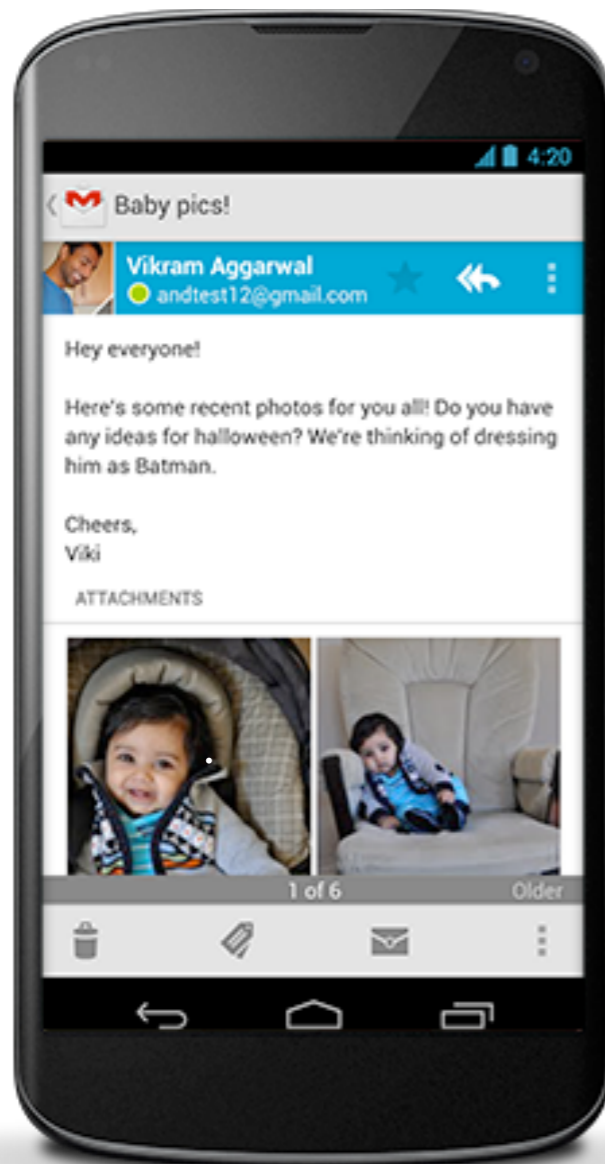 4:20
Baby pics!
Vikram Aggarwal
andtest12@gmail.com
Hey everyone!
Here's some recent photos for you all! Do you have
any ideas for halloween? We're thinking of dressing
him as Batman.
Cheers,
Viki
ATTACHMENTS
1 of 6
Older